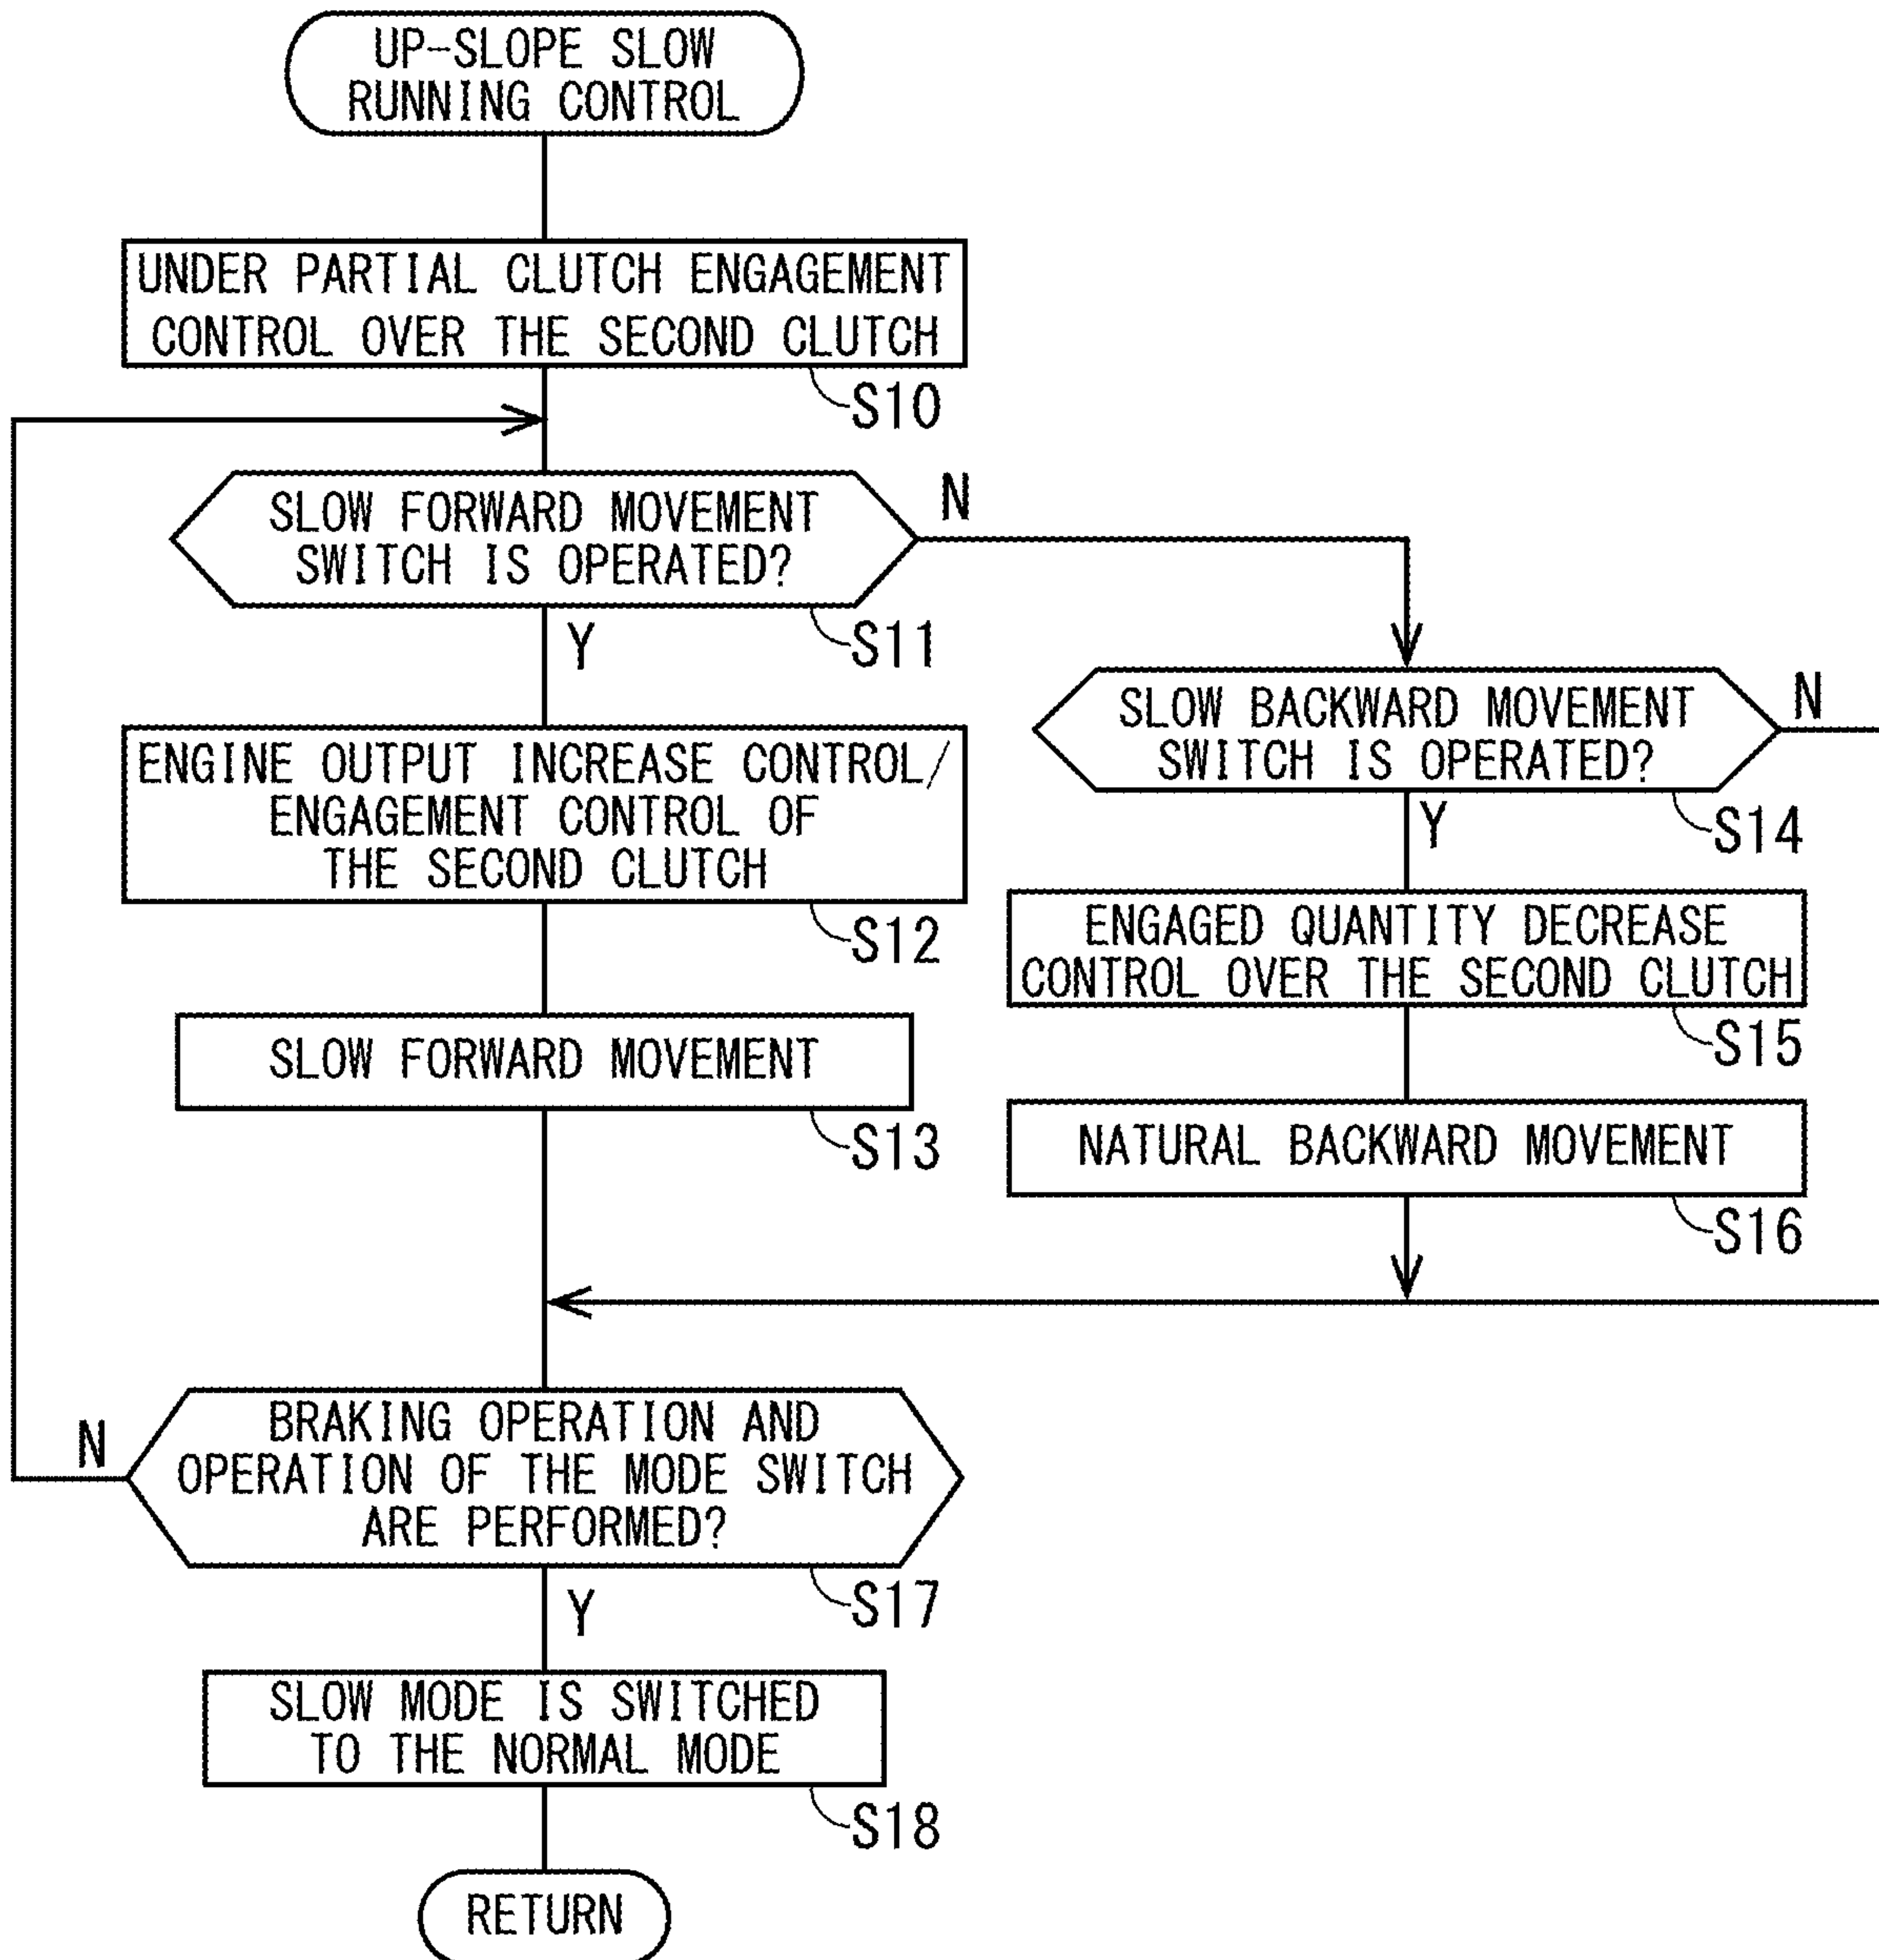 UP-SLOPE SLOW
RUNNING CONTROL
UNDER PARTIAL CLUTCH ENGAGEMENT
CONTROL OVER THE SECOND CLUTCH
S10
SLOW FORWARD MOVEMENT
SWITCH IS OPERATED?
N
S11
Y
ENGINE OUTPUT INCREASE CONTROL/
ENGAGEMENT CONTROL OF
THE SECOND CLUTCH
S12
SLOW FORWARD MOVEMENT
S13
SLOW BACKWARD MOVEMENT
SWITCH IS OPERATED?
N
S14
Y
ENGAGED QUANTITY DECREASE
CONTROL OVER THE SECOND CLUTCH
S15
NATURAL BACKWARD MOVEMENT
S16
BRAKING OPERATION AND
OPERATION OF THE MODE SWITCH
ARE PERFORMED?
N
S17
Y
SLOW MODE IS SWITCHED
TO THE NORMAL MODE
S18
RETURN